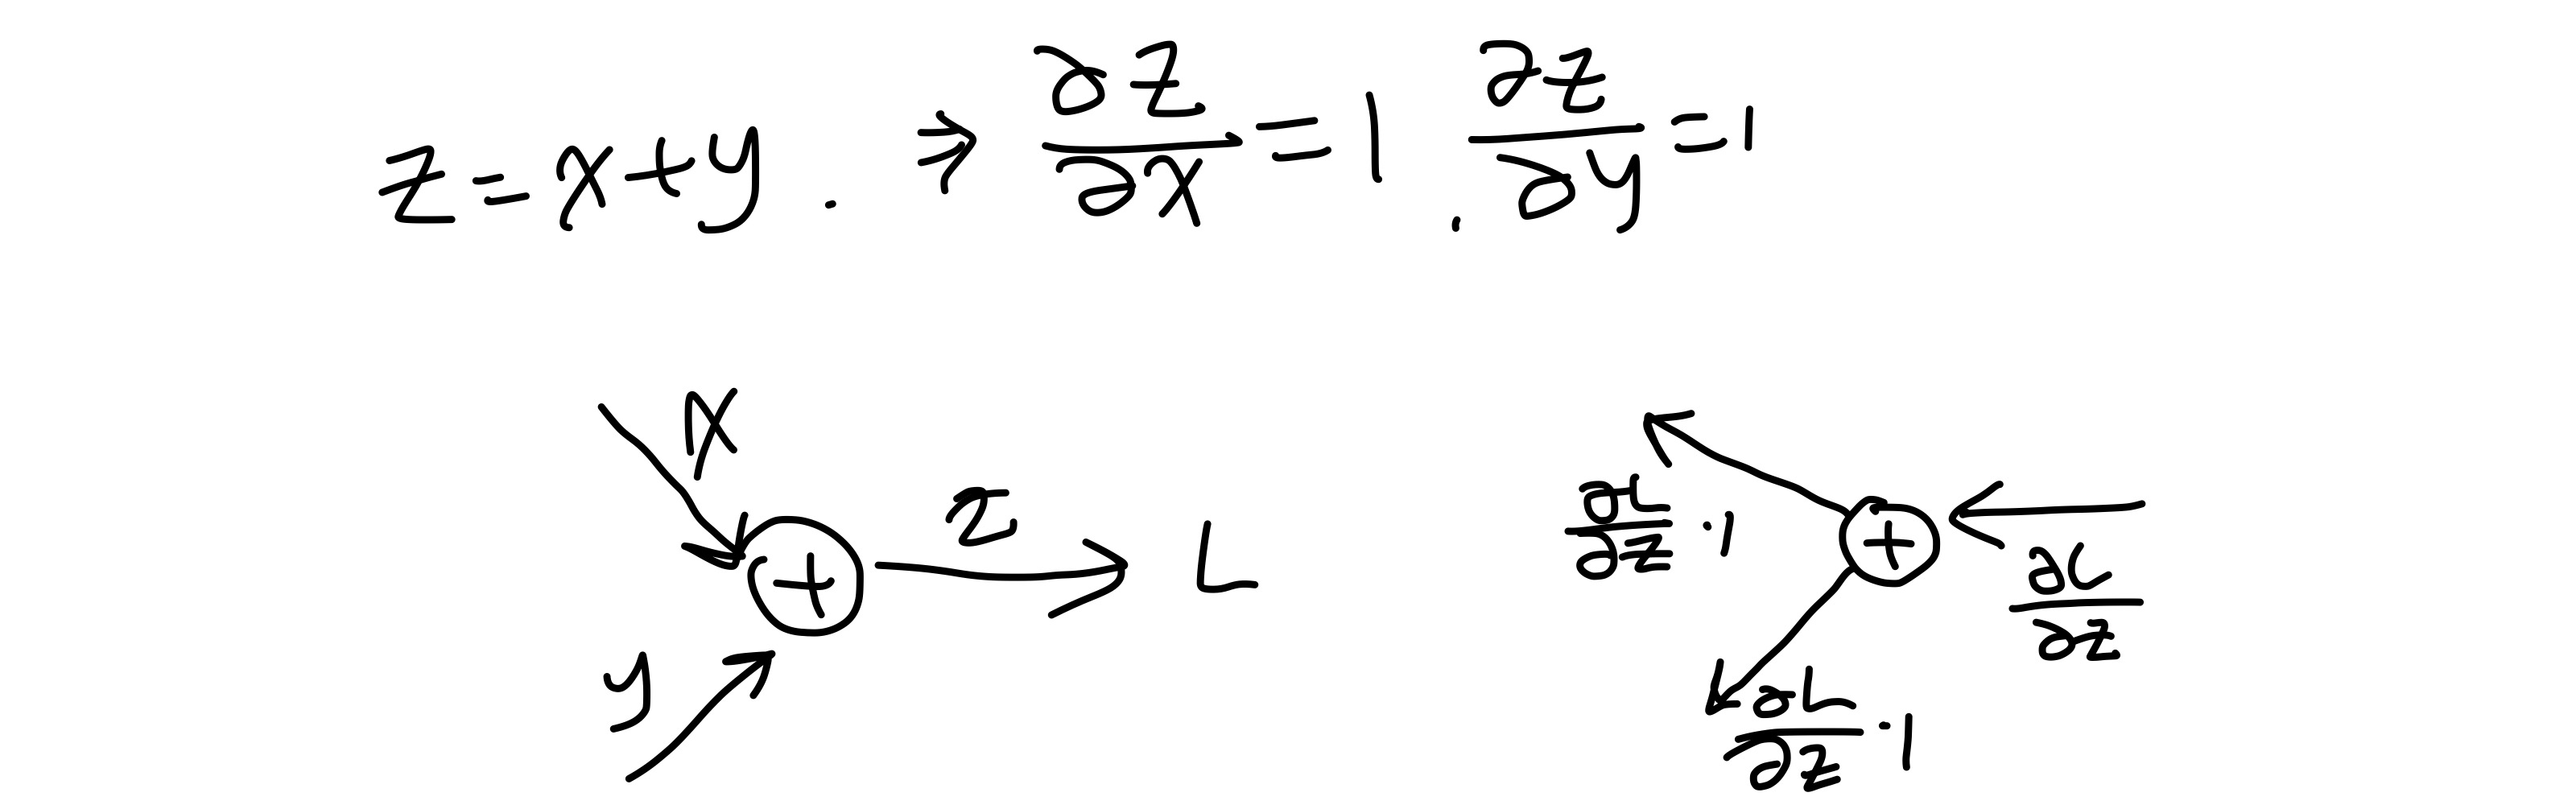 z = x + y . ⇒ ∂z/∂x = 1 . ∂z/∂y = 1
x
z
L
y
+
∂L/∂z · 1
+
∂L/∂z
∂L/∂z · 1